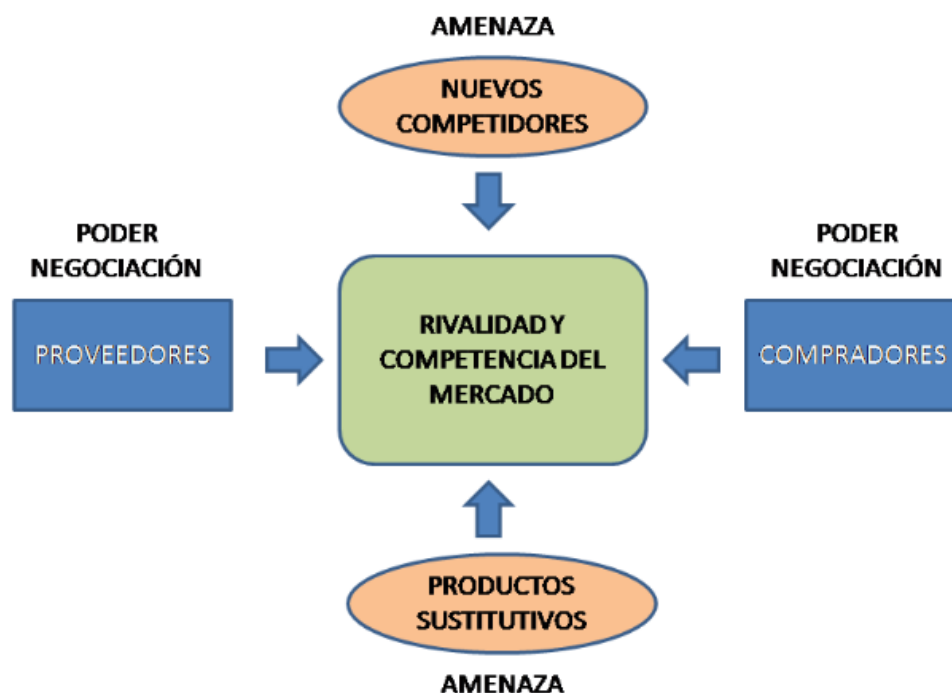 AMENAZA
NUEVOS
COMPETIDORES
PODER
NEGOCIACIÓN
PROVEEDORES
RIVALIDAD Y
COMPETENCIA DEL
MERCADO
PODER
NEGOCIACIÓN
COMPRADORES
PRODUCTOS
SUSTITUTIVOS
AMENAZA